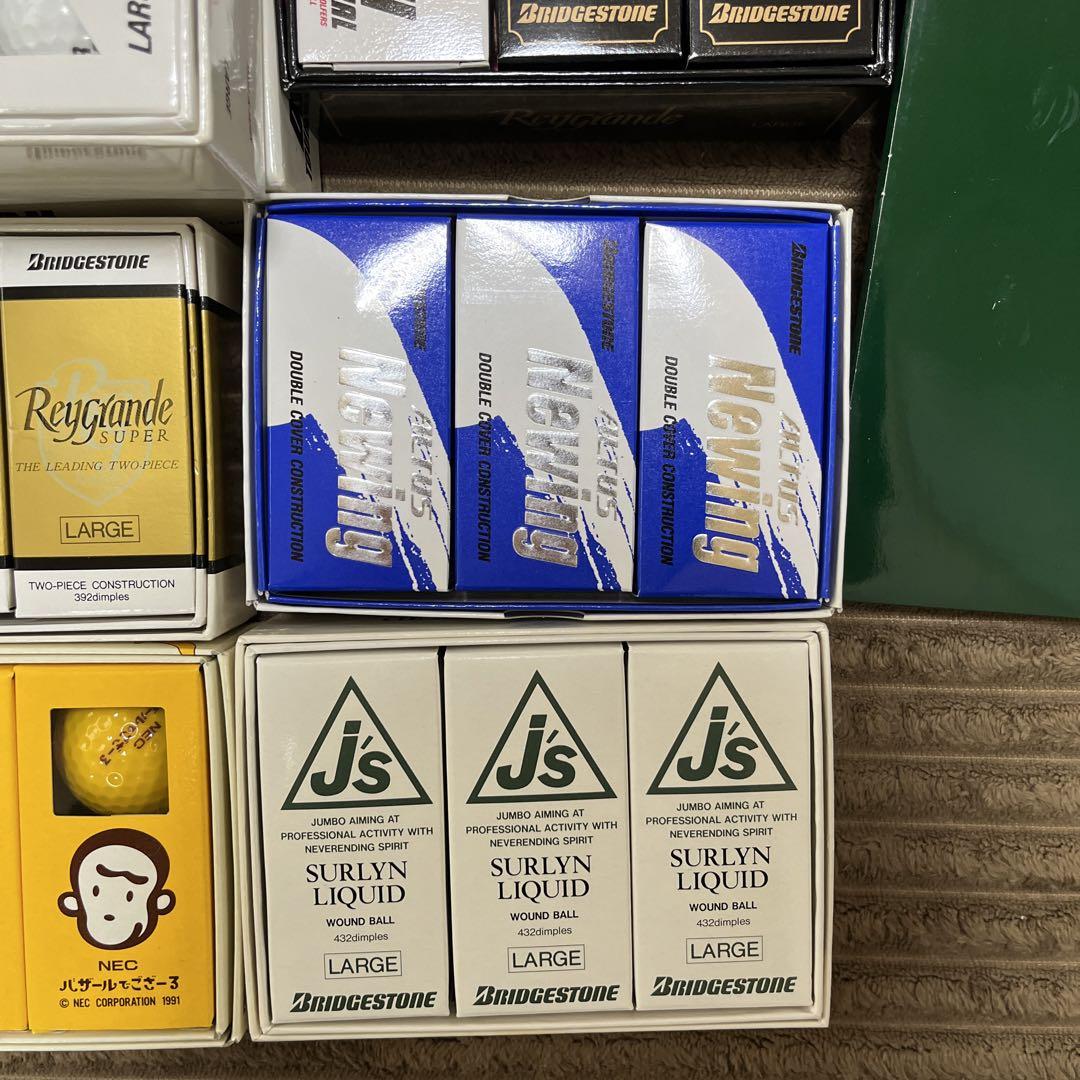 LAR
LARGE
BRIDGESTONE
BRIDGESTONE
BRIDGESTONE
ReyGrande
LARGE
BRIDGESTONE
ReyGrande
SUPER
THE LEADING TWO-PIECE
LARGE
TWO-PIECE CONSTRUCTION
392dimples
ALTUS
Newing
DOUBLE COVER CONSTRUCTION
BRIDGESTONE
ALTUS
Newing
DOUBLE COVER CONSTRUCTION
BRIDGESTONE
ALTUS
Newing
DOUBLE COVER CONSTRUCTION
NEC
NEC
バザールでござーる
© NEC CORPORATION 1991
J's
JUMBO AIMING AT
PROFESSIONAL ACTIVITY WITH
NEVERENDING SPIRIT
SURLYN
LIQUID
WOUND BALL
432dimples
LARGE
BRIDGESTONE
J's
JUMBO AIMING AT
PROFESSIONAL ACTIVITY WITH
NEVERENDING SPIRIT
SURLYN
LIQUID
WOUND BALL
432dimples
LARGE
BRIDGESTONE
J's
JUMBO AIMING AT
PROFESSIONAL ACTIVITY WITH
NEVERENDING SPIRIT
SURLYN
LIQUID
WOUND BALL
432dimples
LARGE
BRIDGESTONE